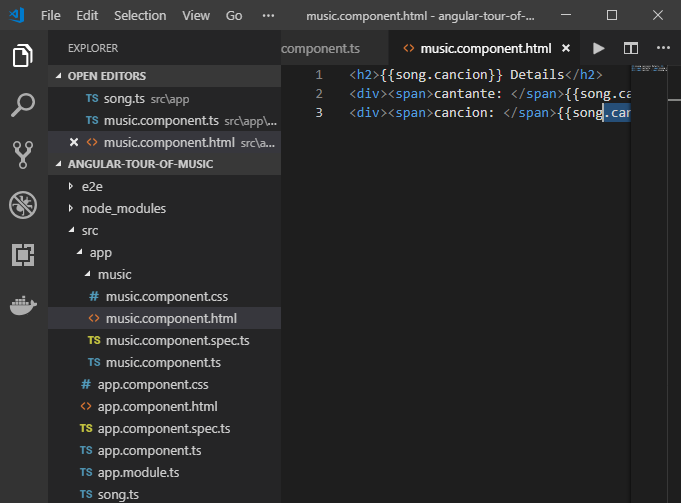 File Edit Selection View Go ••• music.component.html - angular-tour-of-...
EXPLORER
OPEN EDITORS
TS song.ts src\app
TS music.component.ts src\app\...
× <> music.component.html src\a...
ANGULAR-TOUR-OF-MUSIC
e2e
node_modules
src
app
music
# music.component.css
<> music.component.html
TS music.component.spec.ts
TS music.component.ts
# app.component.css
<> app.component.html
TS app.component.spec.ts
TS app.component.ts
TS app.module.ts
TS song.ts
component.ts <> music.component.html ×
1 <h2>{{song.cancion}} Details</h2>
2 <div><span>cantante: </span>{{song.ca
3 <div><span>cancion: </span>{{song.can